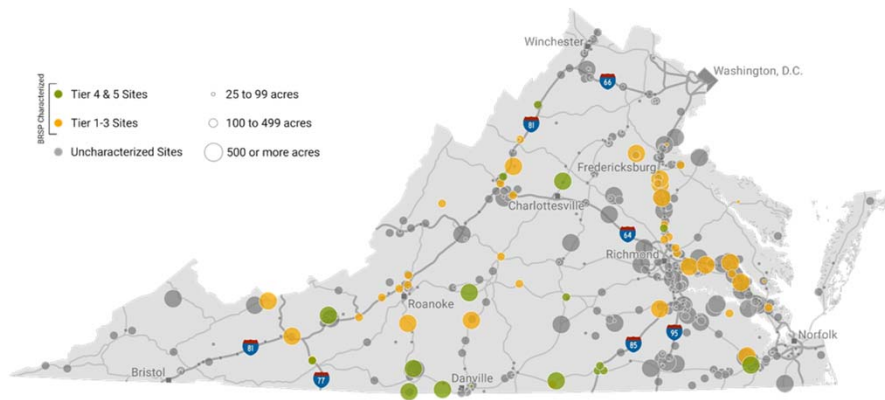 Winchester
66
Washington, D.C.
BRSP Characterized
Tier 4 & 5 Sites
25 to 99 acres
Tier 1-3 Sites
100 to 499 acres
Uncharacterized Sites
500 or more acres
81
Fredericksburg
Charlottesville
64
Richmond
Roanoke
95
Norfolk
85
81
Bristol
77
Danville